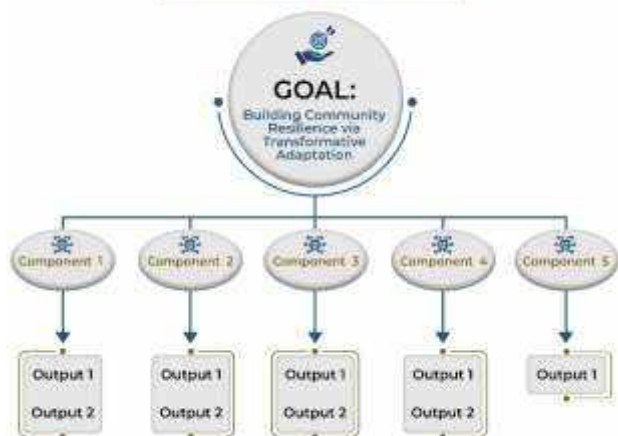 GOAL:
Building Community
Resilience via
Transformative
Adaptation
Component 1
Component 2
Component 3
Component 4
Component 5
Output 1
Output 2
Output 1
Output 2
Output 1
Output 2
Output 1
Output 2
Output 1